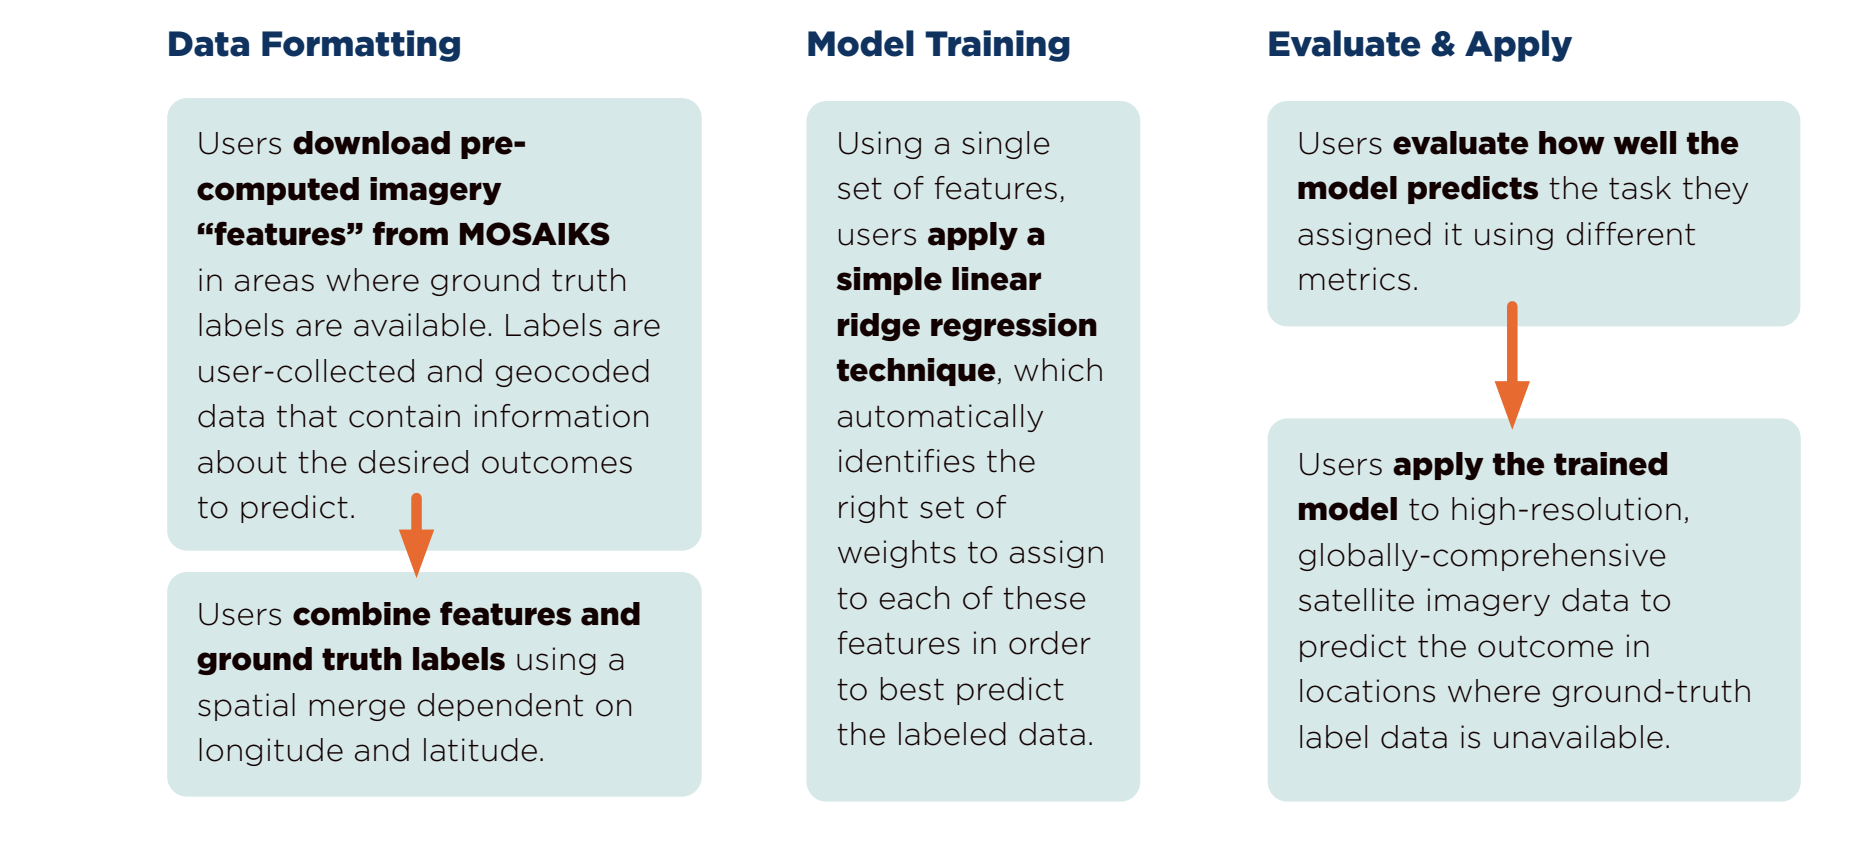 Data Formatting
Users download pre-
computed imagery
“features” from MOSAIKS
in areas where ground truth
labels are available. Labels are
user-collected and geocoded
data that contain information
about the desired outcomes
to predict.
Users combine features and
ground truth labels using a
spatial merge dependent on
longitude and latitude.
Model Training
Using a single
set of features,
users apply a
simple linear
ridge regression
technique, which
automatically
identifies the
right set of
weights to assign
to each of these
features in order
to best predict
the labeled data.
Evaluate & Apply
Users evaluate how well the
model predicts the task they
assigned it using different
metrics.
Users apply the trained
model to high-resolution,
globally-comprehensive
satellite imagery data to
predict the outcome in
locations where ground-truth
label data is unavailable.